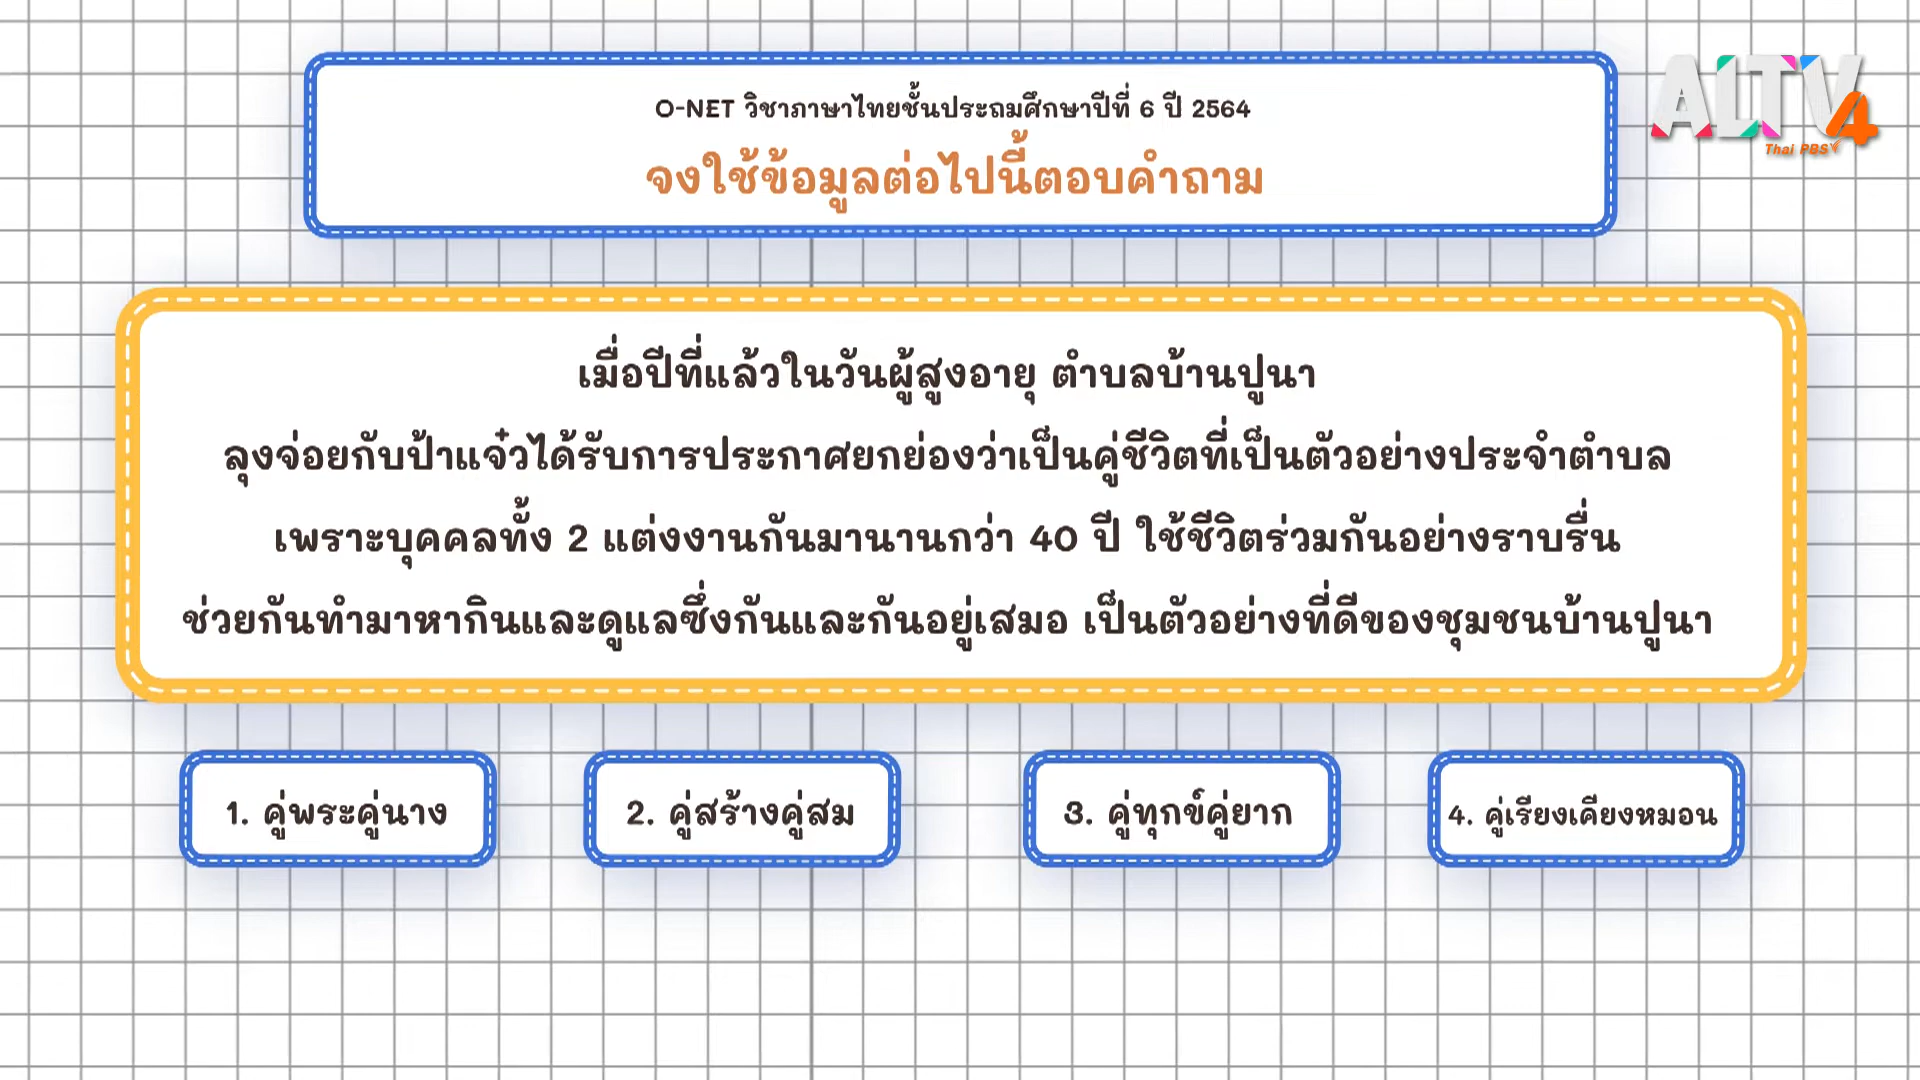 O-NET วิชาภาษาไทยชั้นประถมศึกษาปีที่ 6 ปี 2564
จงใช้ข้อมูลต่อไปนี้ตอบคำถาม
ALTV4
Thai PBS
เมื่อปีที่แล้วในวันผู้สูงอายุ ตำบลบ้านปูนา
ลุงจ่อยกับป้าแจ๋วได้รับการประกาศยกย่องว่าเป็นคู่ชีวิตที่เป็นตัวอย่างประจำตำบล
เพราะบุคคลทั้ง 2 แต่งงานกันมานานกว่า 40 ปี ใช้ชีวิตร่วมกันอย่างราบรื่น
ช่วยกันทำมาหากินและดูแลซึ่งกันและกันอยู่เสมอ เป็นตัวอย่างที่ดีของชุมชนบ้านปูนา
1. คู่พระคู่นาง
2. คู่สร้างคู่สม
3. คู่ทุกข์คู่ยาก
4. คู่เรียงเคียงหมอน